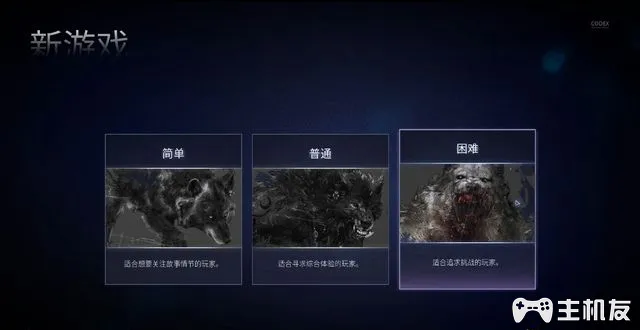 新游戏
CODEX
简单
普通
困难
适合想要关注故事情节的玩家。
适合寻求综合体验的玩家。
适合追求挑战的玩家。
主机友